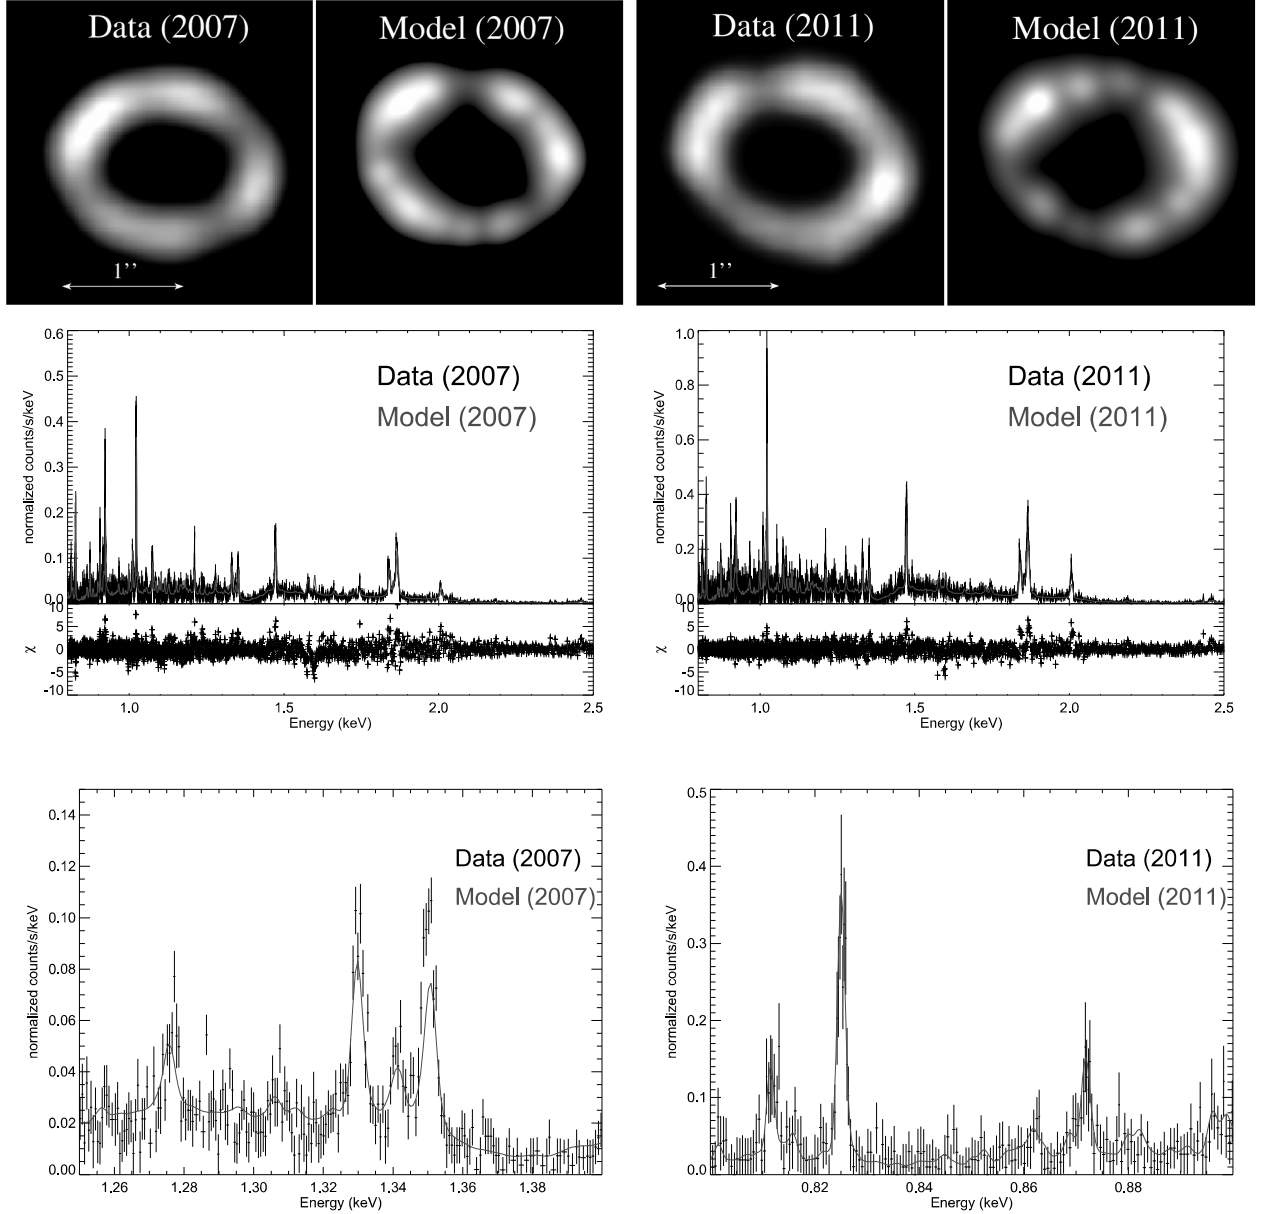 Data (2007)
Model (2007)
Data (2011)
Model (2011)
1’’
1’’
0.6
0.5
0.4
0.3
0.2
0.1
0.0
normalized counts/s/keV
Data (2007)
Model (2007)
10
5
0
-5
-10
χ
1.0
1.5
2.0
2.5
Energy (keV)
1.0
0.8
0.6
0.4
0.2
0.0
normalized counts/s/keV
Data (2011)
Model (2011)
10
5
0
-5
-10
χ
1.0
1.5
2.0
2.5
Energy (keV)
0.14
0.12
0.10
0.08
0.06
0.04
0.02
0.00
normalized counts/s/keV
Data (2007)
Model (2007)
1.26
1.28
1.30
1.32
1.34
1.36
1.38
Energy (keV)
0.5
0.4
0.3
0.2
0.1
0.0
normalized counts/s/keV
Data (2011)
Model (2011)
0.82
0.84
0.86
0.88
Energy (keV)